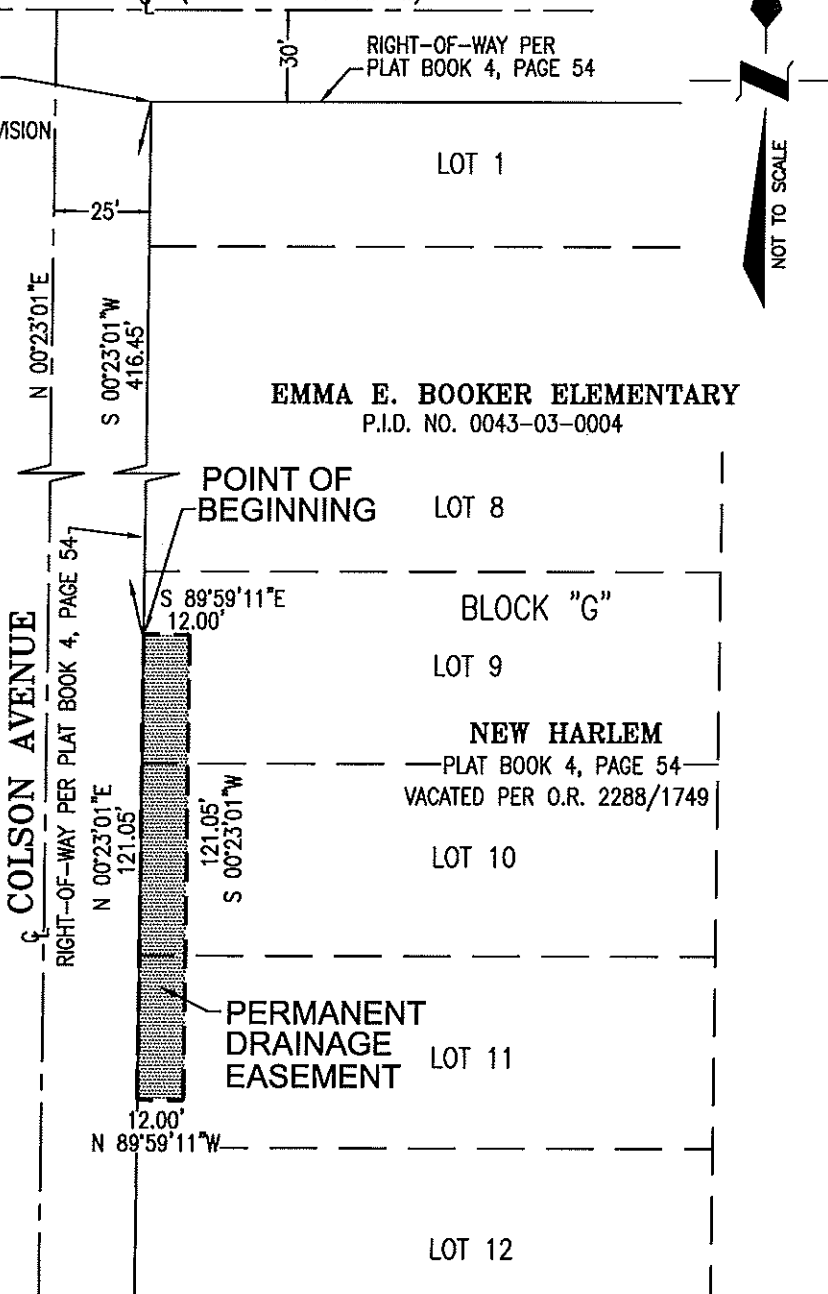 30'
RIGHT-OF-WAY PER
PLAT BOOK 4, PAGE 54
LOT 1
25'
NOT TO SCALE
N 00°23'01"E
S 00°23'01"W
416.45'
EMMA E. BOOKER ELEMENTARY
P.I.D. NO. 0043-03-0004
POINT OF
BEGINNING
LOT 8
S 89°59'11"E
12.00'
BLOCK "G"
LOT 9
COLSON AVENUE
RIGHT-OF-WAY PER PLAT BOOK 4, PAGE 54
NEW HARLEM
PLAT BOOK 4, PAGE 54
VACATED PER O.R. 2288/1749
N 00°23'01"E
121.05'
121.05'
S 00°23'01"W
LOT 10
PERMANENT
DRAINAGE
EASEMENT
LOT 11
12.00'
N 89°59'11"W
LOT 12